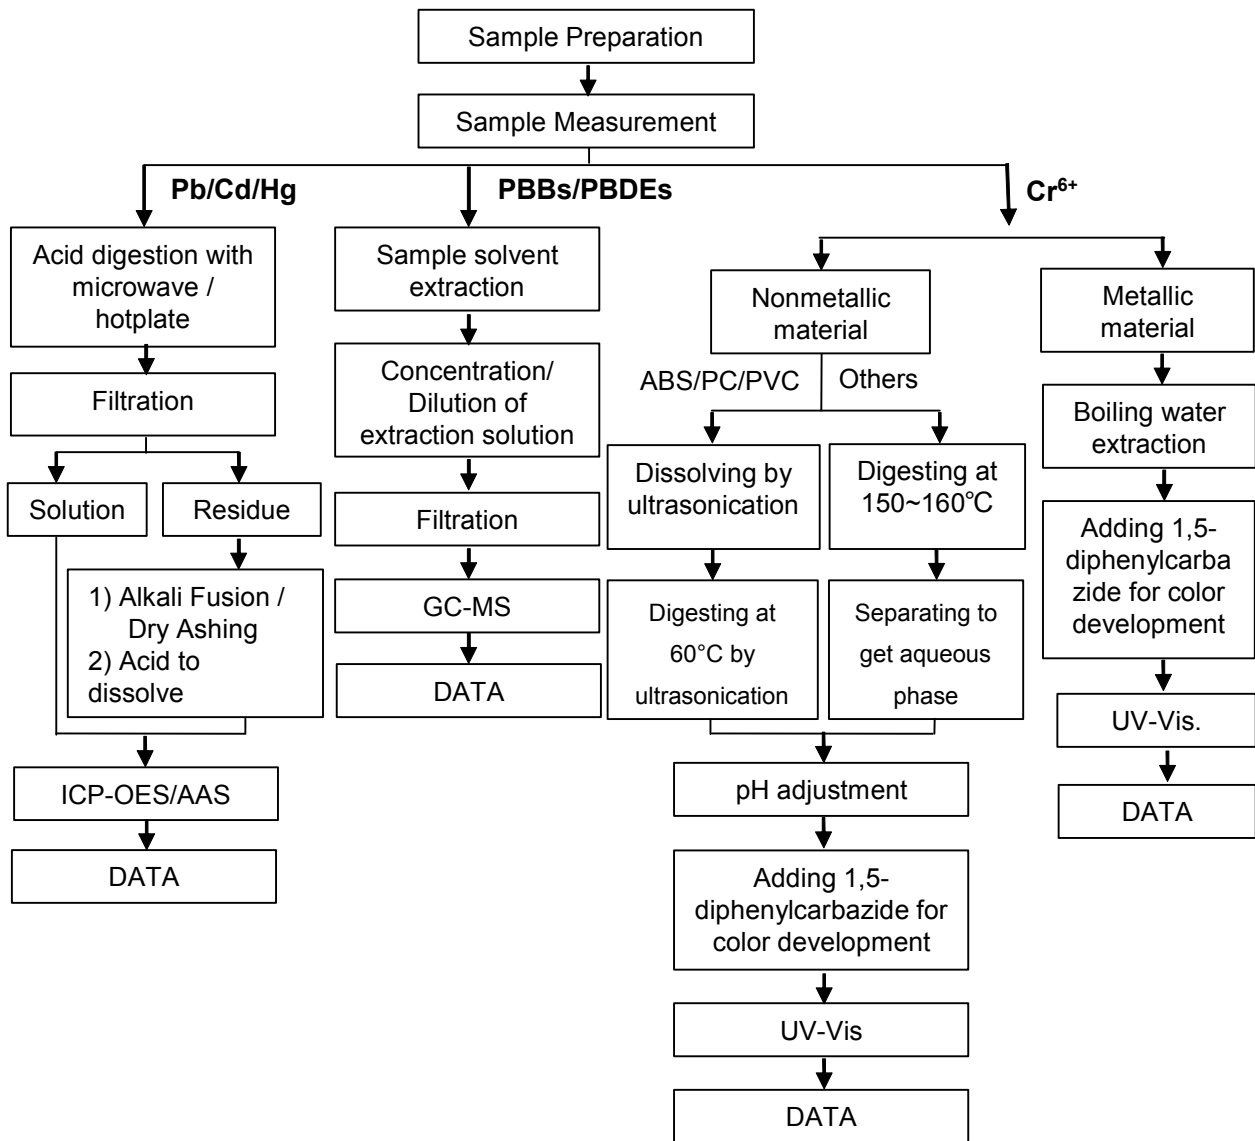 Sample Preparation
Sample Measurement
Pb/Cd/Hg
PBBs/PBDEs
Cr⁶⁺
Acid digestion with
microwave /
hotplate
Filtration
Solution
Residue
1) Alkali Fusion /
Dry Ashing
2) Acid to
dissolve
ICP-OES/AAS
DATA
Sample solvent
extraction
Concentration/
Dilution of
extraction solution
Filtration
GC-MS
DATA
Nonmetallic
material
ABS/PC/PVC
Others
Dissolving by
ultrasonication
Digesting at
60°C by
ultrasonication
Digesting at
150~160℃
Separating to
get aqueous
phase
pH adjustment
Adding 1,5-
diphenylcarbazide for
color development
UV-Vis
DATA
Metallic
material
Boiling water
extraction
Adding 1,5-
diphenylcarba
zide for color
development
UV-Vis.
DATA